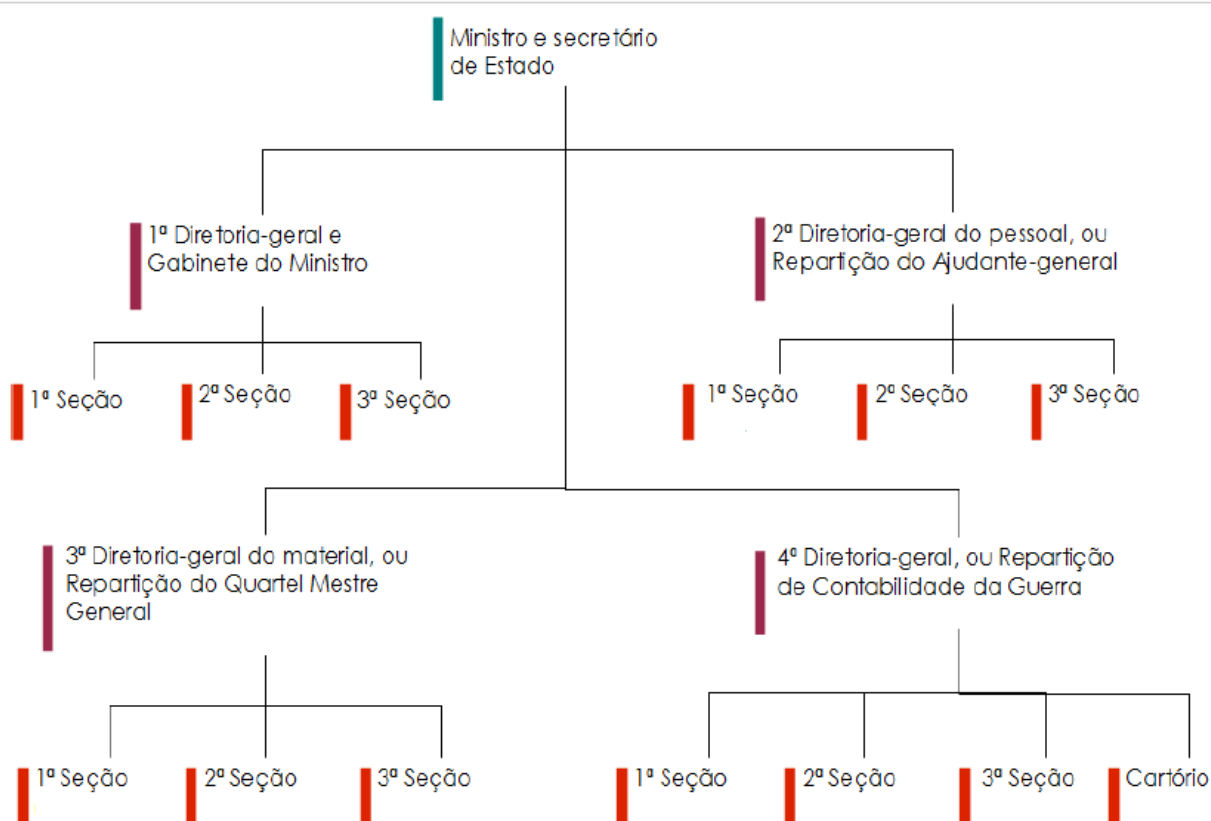 Ministro e secretário
de Estado
1ª Diretoria-geral e
Gabinete do Ministro
2ª Diretoria-geral do pessoal, ou
Repartição do Ajudante-general
1ª Seção
2ª Seção
3ª Seção
1ª Seção
2ª Seção
3ª Seção
3ª Diretoria-geral do material, ou
Repartição do Quartel Mestre
General
4ª Diretoria-geral, ou Repartição
de Contabilidade da Guerra
1ª Seção
2ª Seção
3ª Seção
1ª Seção
2ª Seção
3ª Seção
Cartório